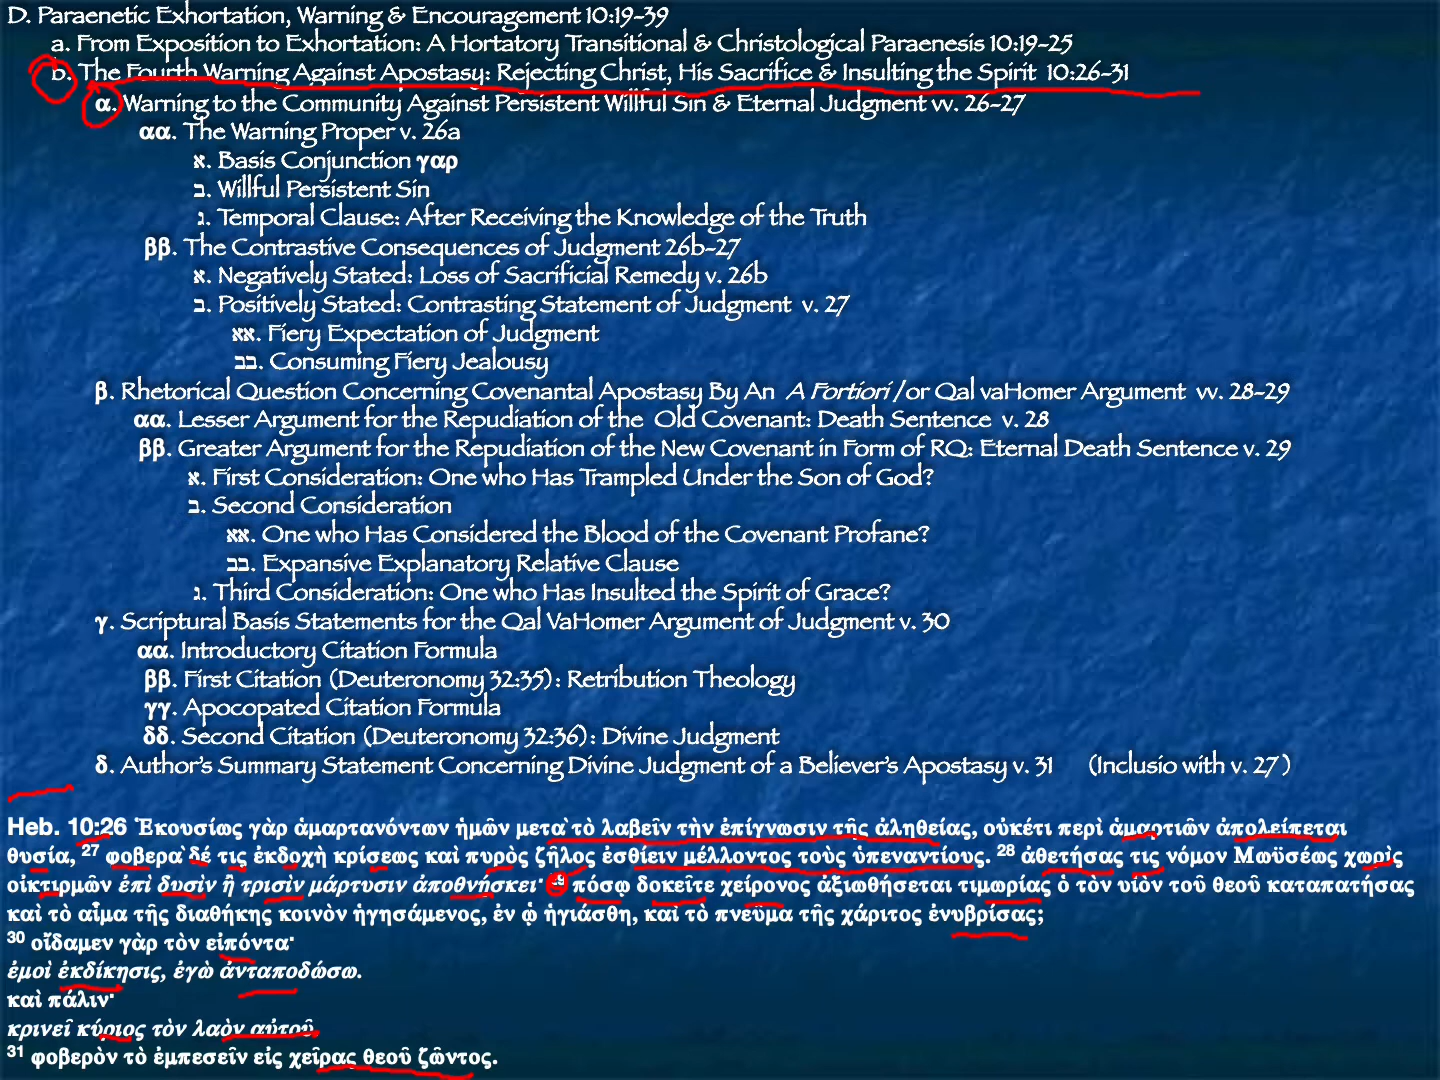 D. Paraenetic Exhortation, Warning & Encouragement 10:19-39
a. From Exposition to Exhortation: A Hortatory Transitional & Christological Paraenesis 10:19-25
b. The Fourth Warning Against Apostasy: Rejecting Christ, His Sacrifice & Insulting the Spirit 10:26-31
α. Warning to the Community Against Persistent Willful Sin & Eternal Judgment vv. 26-27
αα. The Warning Proper v. 26a
א. Basis Conjunction γαρ
ב. Willful Persistent Sin
ג. Temporal Clause: After Receiving the Knowledge of the Truth
ββ. The Contrastive Consequences of Judgment 26b-27
א. Negatively Stated: Loss of Sacrificial Remedy v. 26b
ב. Positively Stated: Contrasting Statement of Judgment v. 27
אא. Fiery Expectation of Judgment
בב. Consuming Fiery Jealousy
β. Rhetorical Question Concerning Covenantal Apostasy By An A Fortiori /or Qal vaHomer Argument vv. 28-29
αα. Lesser Argument for the Repudiation of the Old Covenant: Death Sentence v. 28
ββ. Greater Argument for the Repudiation of the New Covenant in Form of RQ: Eternal Death Sentence v. 29
א. First Consideration: One who Has Trampled Under the Son of God?
ב. Second Consideration
אא. One who Has Considered the Blood of the Covenant Profane?
בב. Expansive Explanatory Relative Clause
ג. Third Consideration: One who Has Insulted the Spirit of Grace?
γ. Scriptural Basis Statements for the Qal VaHomer Argument of Judgment v. 30
αα. Introductory Citation Formula
ββ. First Citation (Deuteronomy 32:35): Retribution Theology
γγ. Apocopated Citation Formula
δδ. Second Citation (Deuteronomy 32:36): Divine Judgment
δ. Author's Summary Statement Concerning Divine Judgment of a Believer's Apostasy v. 31 (Inclusio with v. 27)
Heb. 10:26 Ἑκουσίως γὰρ ἁμαρτανόντων ἡμῶν μετὰ τὸ λαβεῖν τὴν ἐπίγνωσιν τῆς ἀληθείας, οὐκέτι περὶ ἁμαρτιῶν ἀπολείπεται
θυσία, 27 φοβερὰ δέ τις ἐκδοχὴ κρίσεως καὶ πυρὸς ζῆλος ἐσθίειν μέλλοντος τοὺς ὑπεναντίους. 28 ἀθετήσας τις νόμον Μωϋσέως χωρὶς
οἰκτιρμῶν ἐπὶ δυσὶν ἢ τρισὶν μάρτυσιν ἀποθνῄσκει· 29 πόσῳ δοκεῖτε χείρονος ἀξιωθήσεται τιμωρίας ὁ τὸν υἱὸν τοῦ θεοῦ καταπατήσας
καὶ τὸ αἷμα τῆς διαθήκης κοινὸν ἡγησάμενος, ἐν ᾧ ἡγιάσθη, καὶ τὸ πνεῦμα τῆς χάριτος ἐνυβρίσας;
30 οἴδαμεν γὰρ τὸν εἰπόντα·
ἐμοὶ ἐκδίκησις, ἐγὼ ἀνταποδώσω.
καὶ πάλιν·
κρινεῖ κύριος τὸν λαὸν αὐτοῦ.
31 φοβερὸν τὸ ἐμπεσεῖν εἰς χεῖρας θεοῦ ζῶντος.